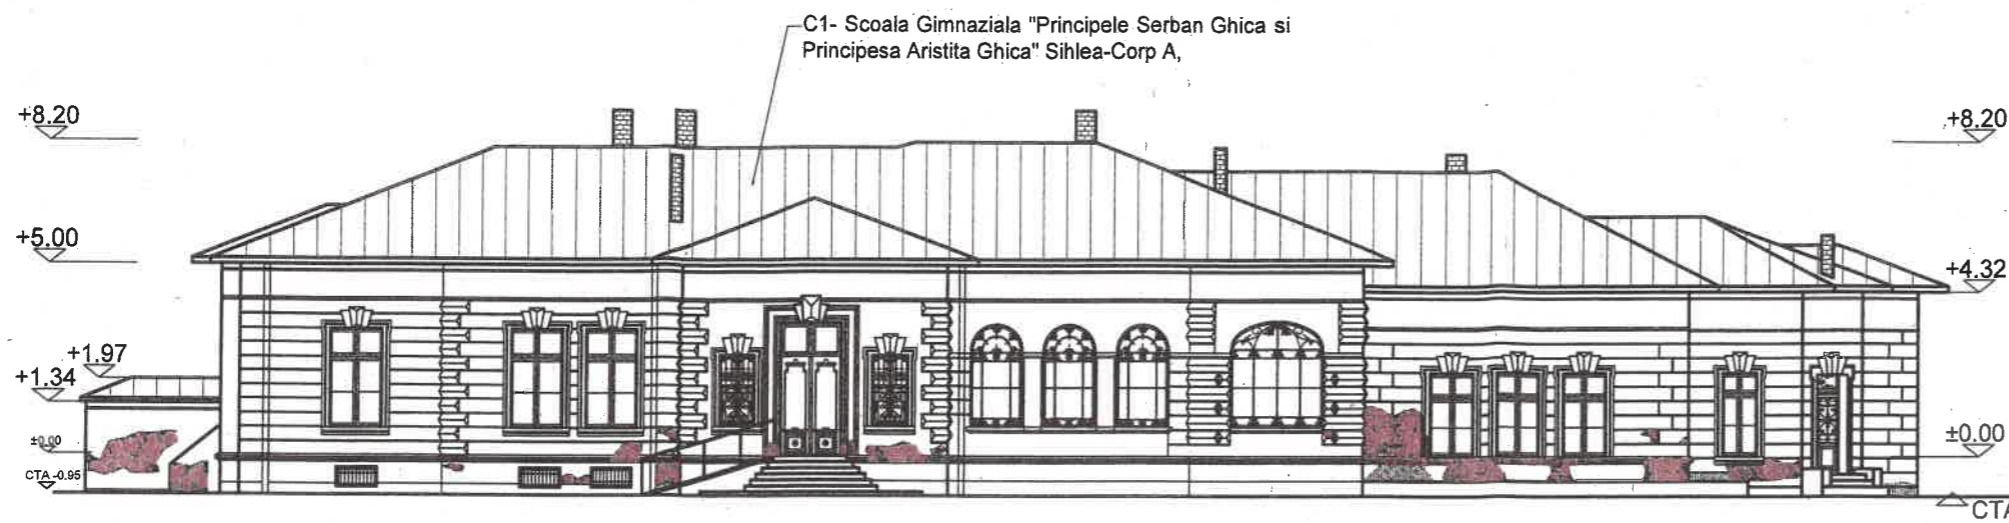 C1- Scoala Gimnaziala "Principele Serban Ghica si
Principesa Aristita Ghica" Sihlea-Corp A,
+8.20
+8.20
+5.00
+4.32
+1.97
+1.34
±0.00
±0.00
CTA -0.95
CTA